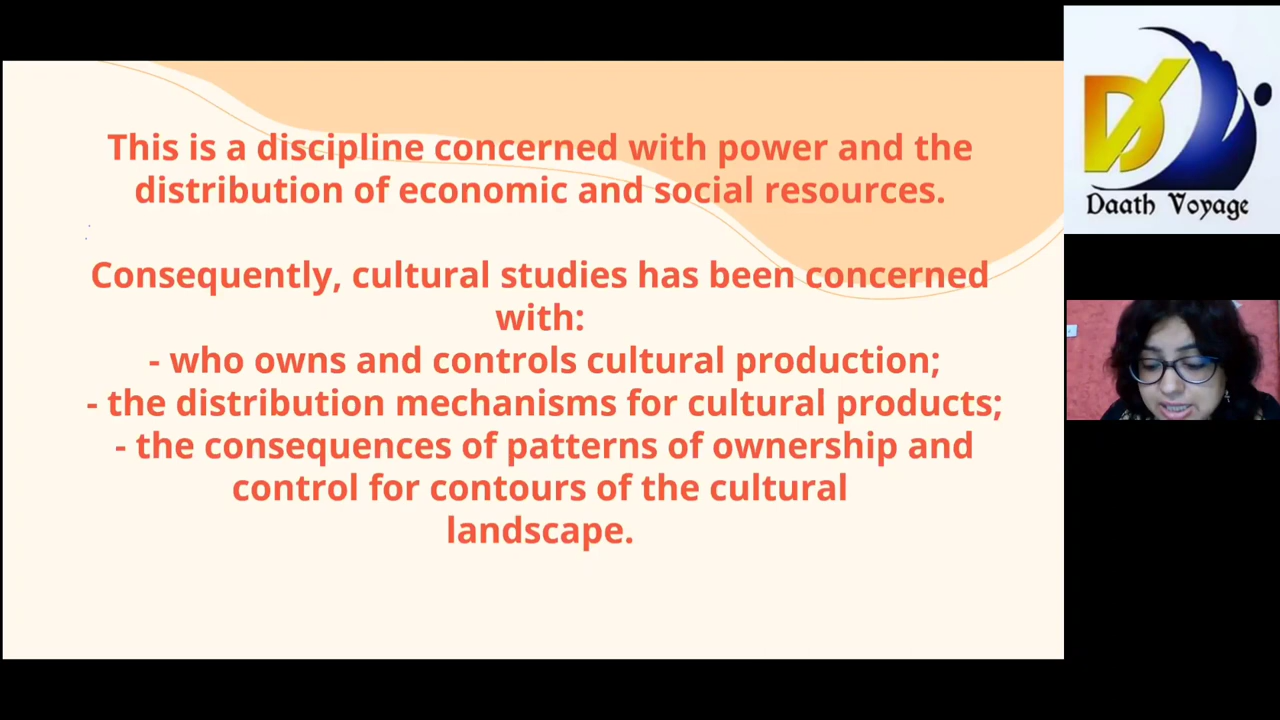 This is a discipline concerned with power and the
distribution of economic and social resources.
Consequently, cultural studies has been concerned
with:
- who owns and controls cultural production;
- the distribution mechanisms for cultural products;
- the consequences of patterns of ownership and
control for contours of the cultural
landscape.
Daath Voyage